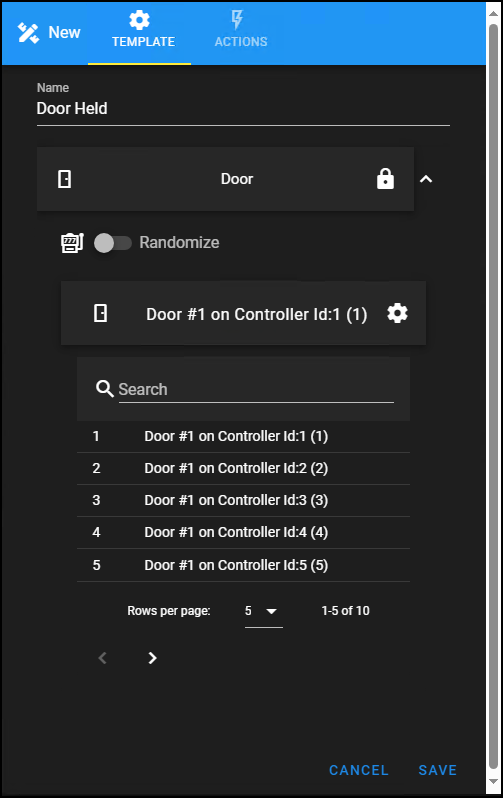 New
TEMPLATE
ACTIONS
Name
Door Held
Door
777
Randomize
Door #1 on Controller Id:1 (1)
Search
1 Door #1 on Controller Id:1 (1)
2 Door #1 on Controller Id:2 (2)
3 Door #1 on Controller Id:3 (3)
4 Door #1 on Controller Id:4 (4)
5 Door #1 on Controller Id:5 (5)
Rows per page: 5 1-5 of 10
CANCEL SAVE